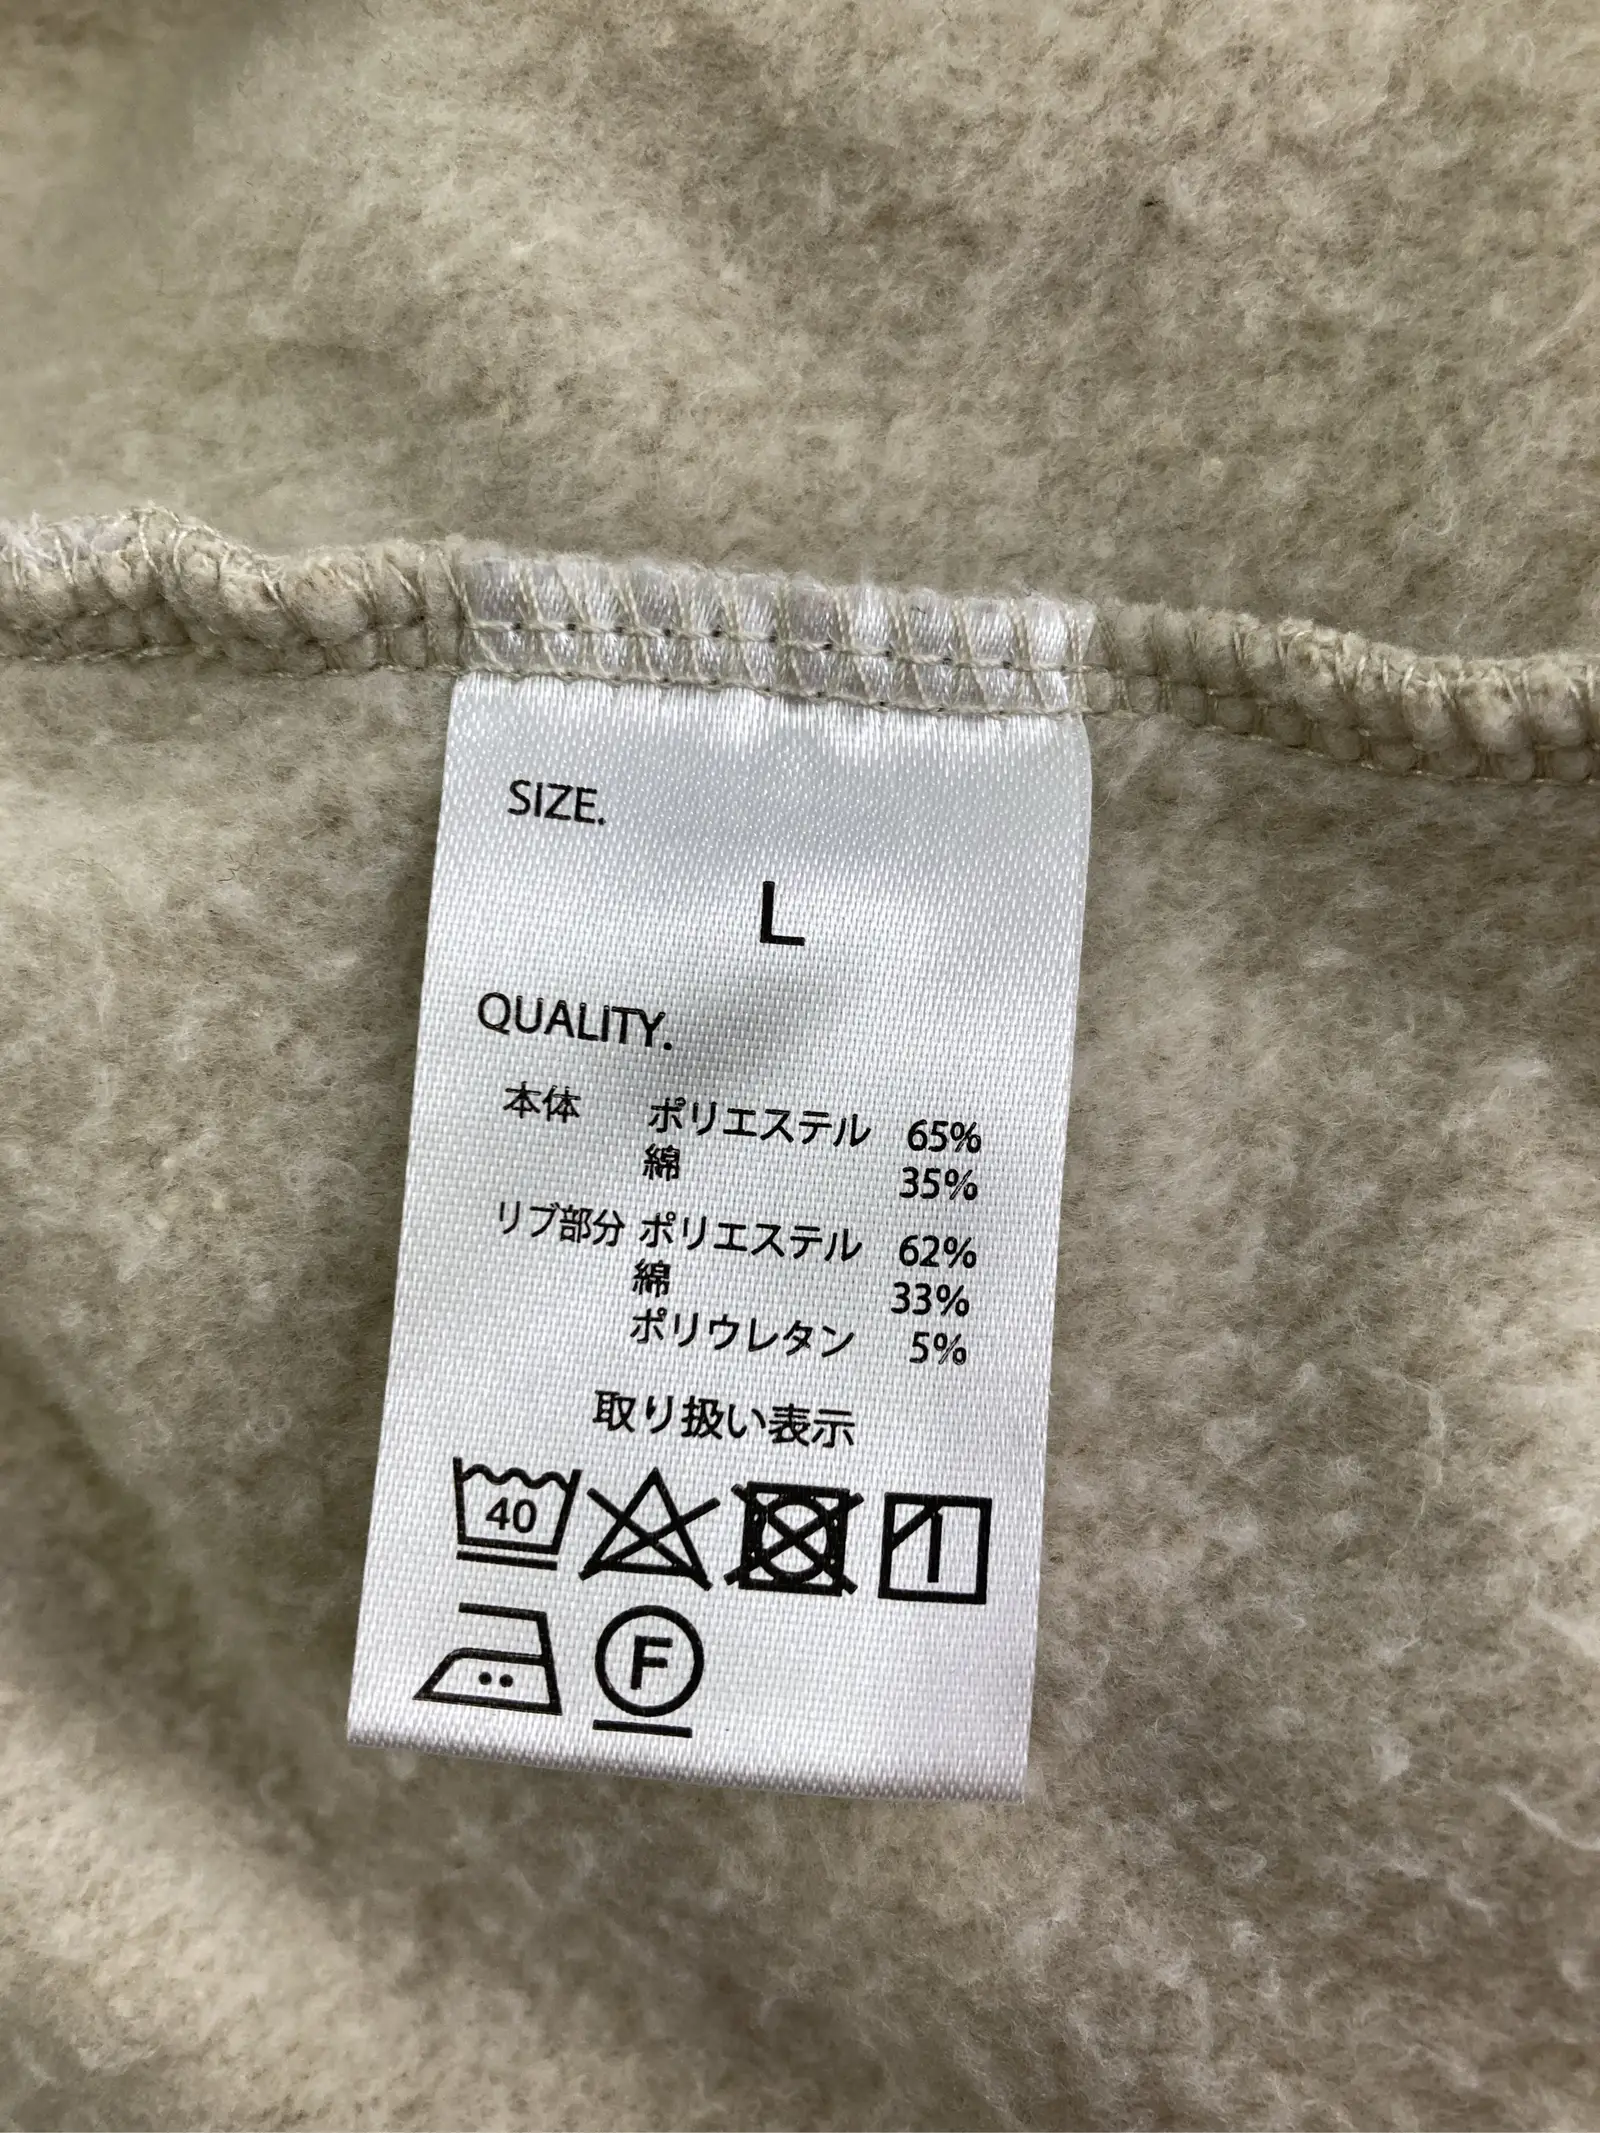 SIZE.
L
QUALITY.
本体 ポリエステル 65%
綿 35%
リブ部分 ポリエステル 62%
綿 33%
ポリウレタン 5%
取り扱い表示
40
F